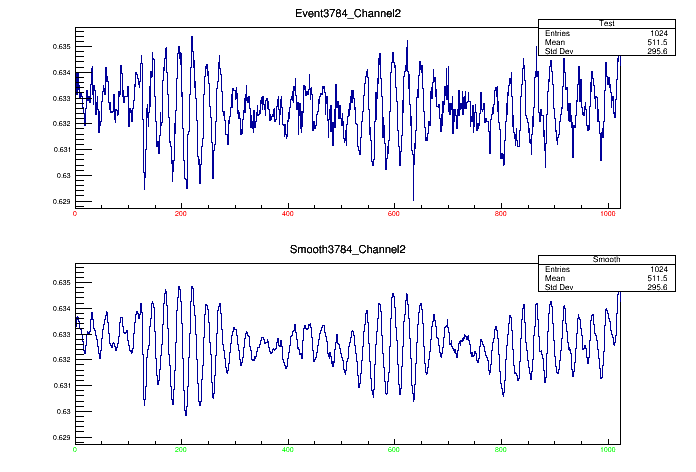 Event3784_Channel2
Test
Entries 1024
Mean 511.5
Std Dev 295.6
0.635
0.634
0.633
0.632
0.631
0.63
0.629
0 200 400 600 800 1000
Smooth3784_Channel2
Smooth
Entries 1024
Mean 511.5
Std Dev 295.6
0.635
0.634
0.633
0.632
0.631
0.63
0.629
0 200 400 600 800 1000